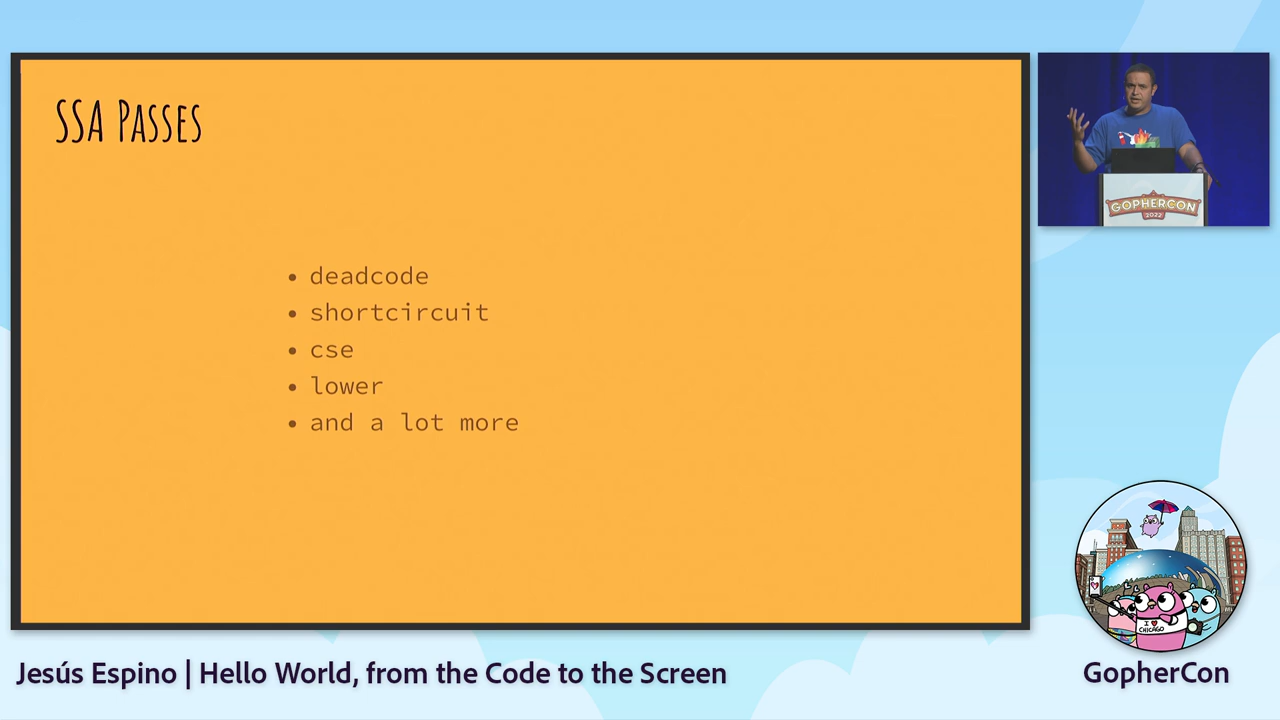 SSA Passes
• deadcode
• shortcircuit
• cse
• lower
• and a lot more
GOPHERCON
2022
I ♥
CHICAGO
Jesús Espino | Hello World, from the Code to the Screen
GopherCon